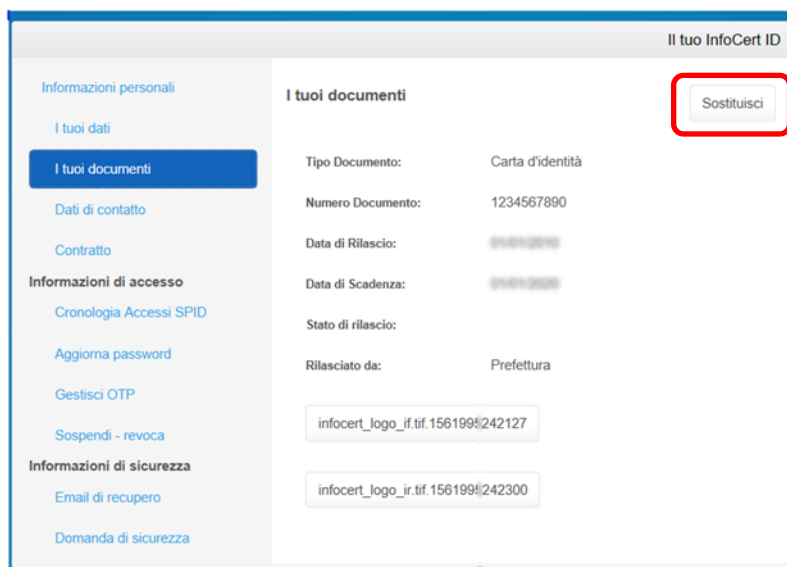 Il tuo InfoCert ID
Informazioni personali
I tuoi dati
I tuoi documenti
Dati di contatto
Contratto
Informazioni di accesso
Cronologia Accessi SPID
Aggiorna password
Gestisci OTP
Sospendi - revoca
Informazioni di sicurezza
Email di recupero
Domanda di sicurezza
I tuoi documenti
Sostituisci
Tipo Documento: Carta d'identità
Numero Documento: 1234567890
Data di Rilascio:
Data di Scadenza:
Stato di rilascio:
Rilasciato da: Prefettura
infocert_logo_if.tif.1561995242127
infocert_logo_ir.tif.1561995242300